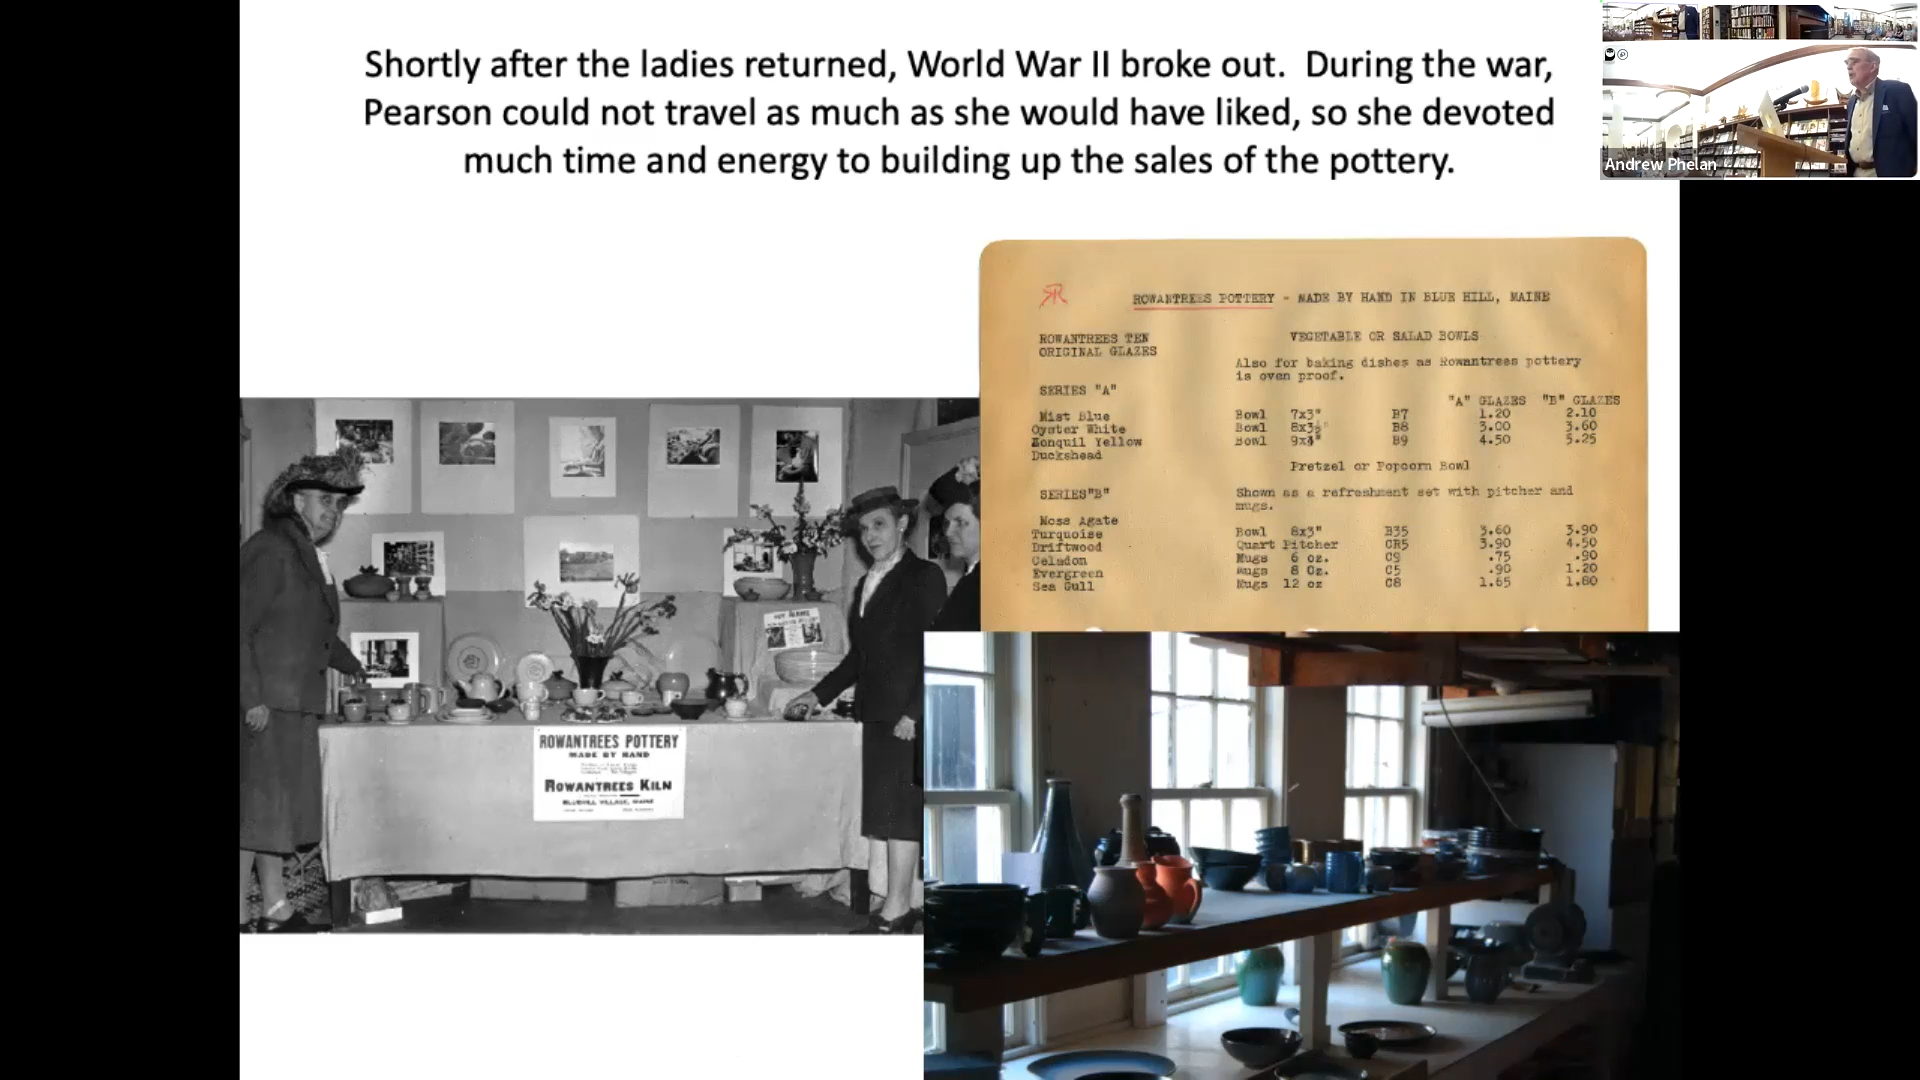 Shortly after the ladies returned, World War II broke out. During the war,
Pearson could not travel as much as she would have liked, so she devoted
much time and energy to building up the sales of the pottery.
Andrew Phelan
ROWANTREES POTTERY - MADE BY HAND IN BLUE HILL, MAINE
ROWANTREES TEN
ORIGINAL GLAZES
SERIES "A"
Mist Blue
Oyster White
Jonquil Yellow
Duckshead
SERIES"B"
Moss Agate
Turquoise
Driftwood
Celadon
Evergreen
Sea Gull
VEGETABLE OR SALAD BOWLS
Also for baking dishes as Rowantrees pottery
is oven proof.
"A" GLAZES "B" GLAZES
Bowl 7x3" B7 1.20 2.10
Bowl B8 3.00 3.60
Bowl 9x4" B9 4.50 5.25
Pretzel or Popcorn Bowl
Shown as a refreshment set with pitcher and
mugs.
Bowl 8x3" B35 3.60 3.90
Quart Pitcher CR5 3.90 4.50
Mugs 6 oz. C9 .75 .90
Mugs 8 Oz. C5 .90 1.20
Mugs 12 oz C8 1.65 1.80
ROWANTREES POTTERY
MADE BY HAND
ROWANTREES KILN
BLUEHILL VILLAGE, MAINE